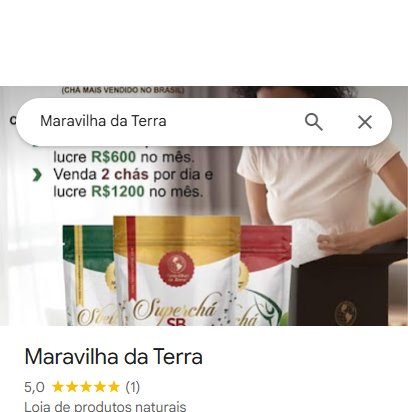 (CHÁ MAIS VENDIDO NO BRASIL)
Maravilha da Terra
lucre R$600 no mês.
Venda 2 chás por dia e
lucre R$1200 no mês.
Superchá
SB
Maravilha da Terra
5,0 ★★★★★ (1)
Loja de produtos naturais